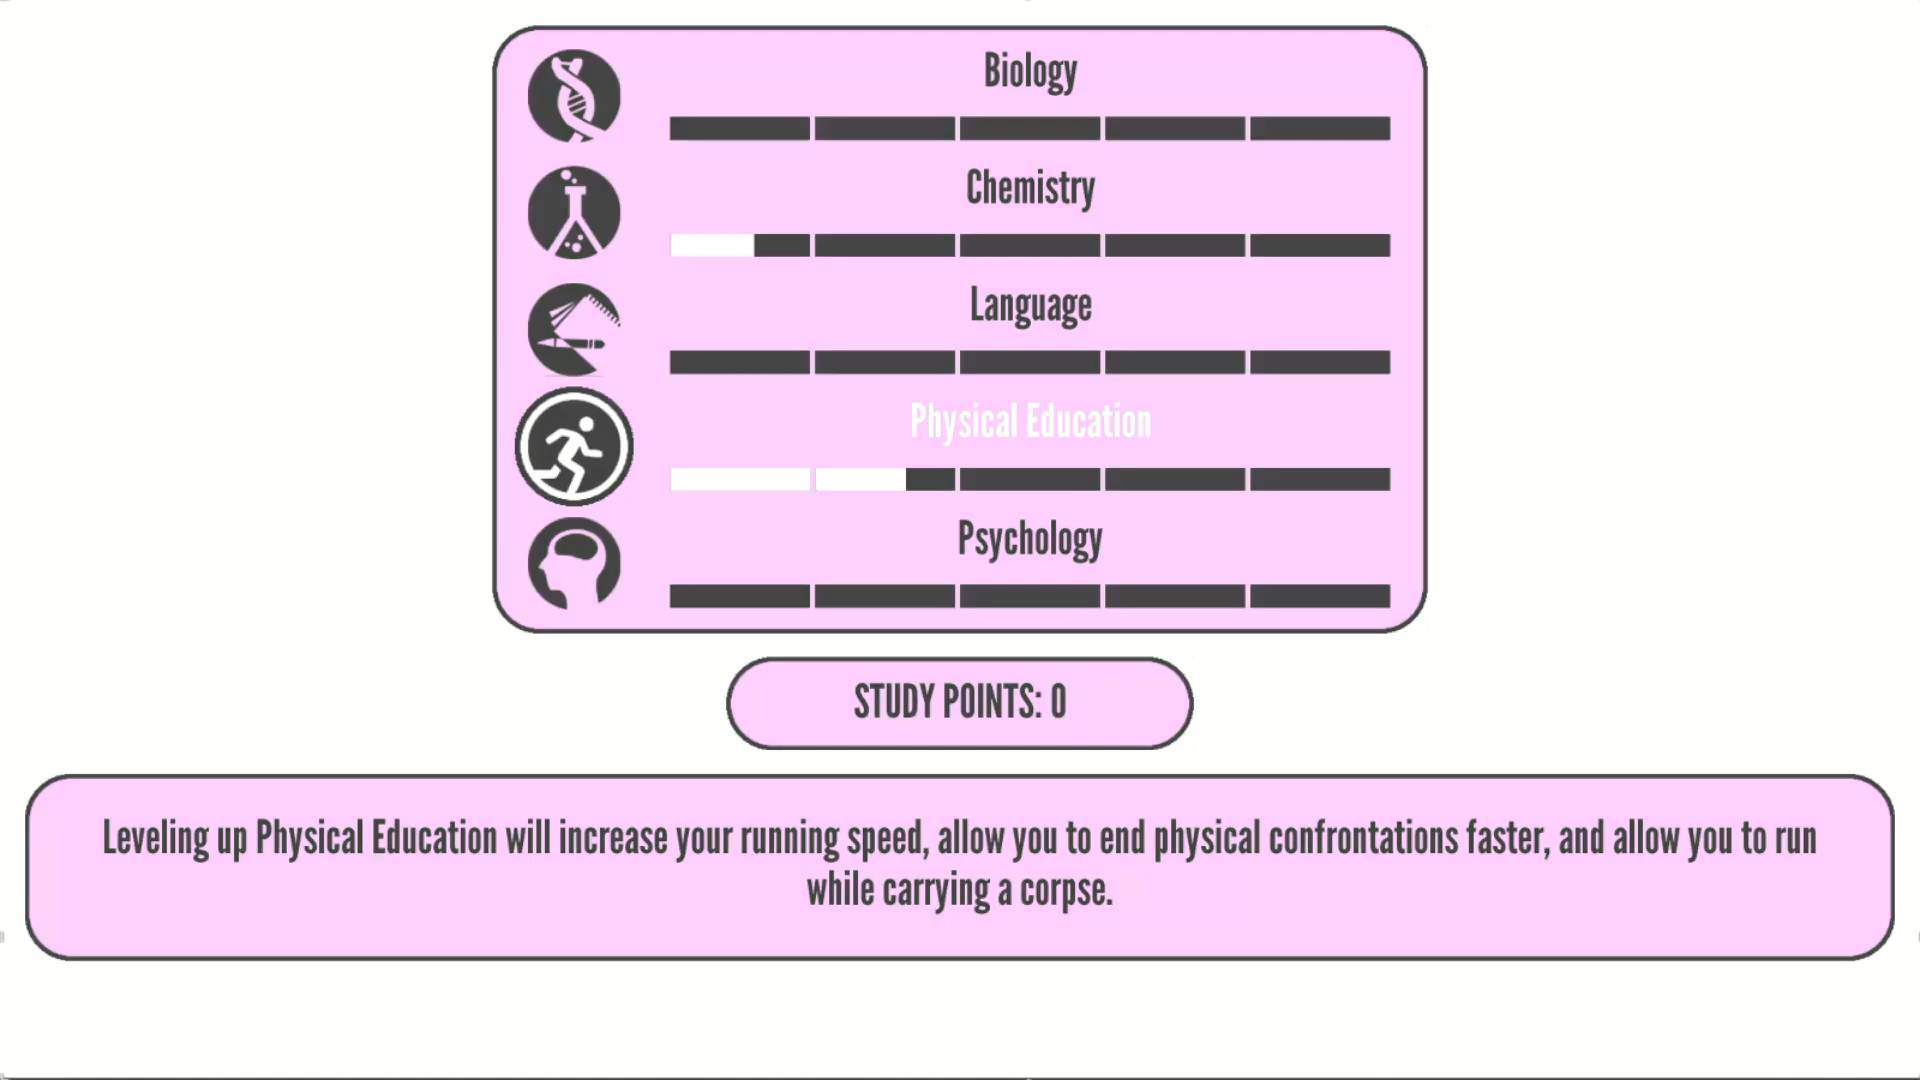 Biology
Chemistry
Language
Physical Education
Psychology
STUDY POINTS: 0
Leveling up Physical Education will increase your running speed, allow you to end physical confrontations faster, and allow you to run
while carrying a corpse.